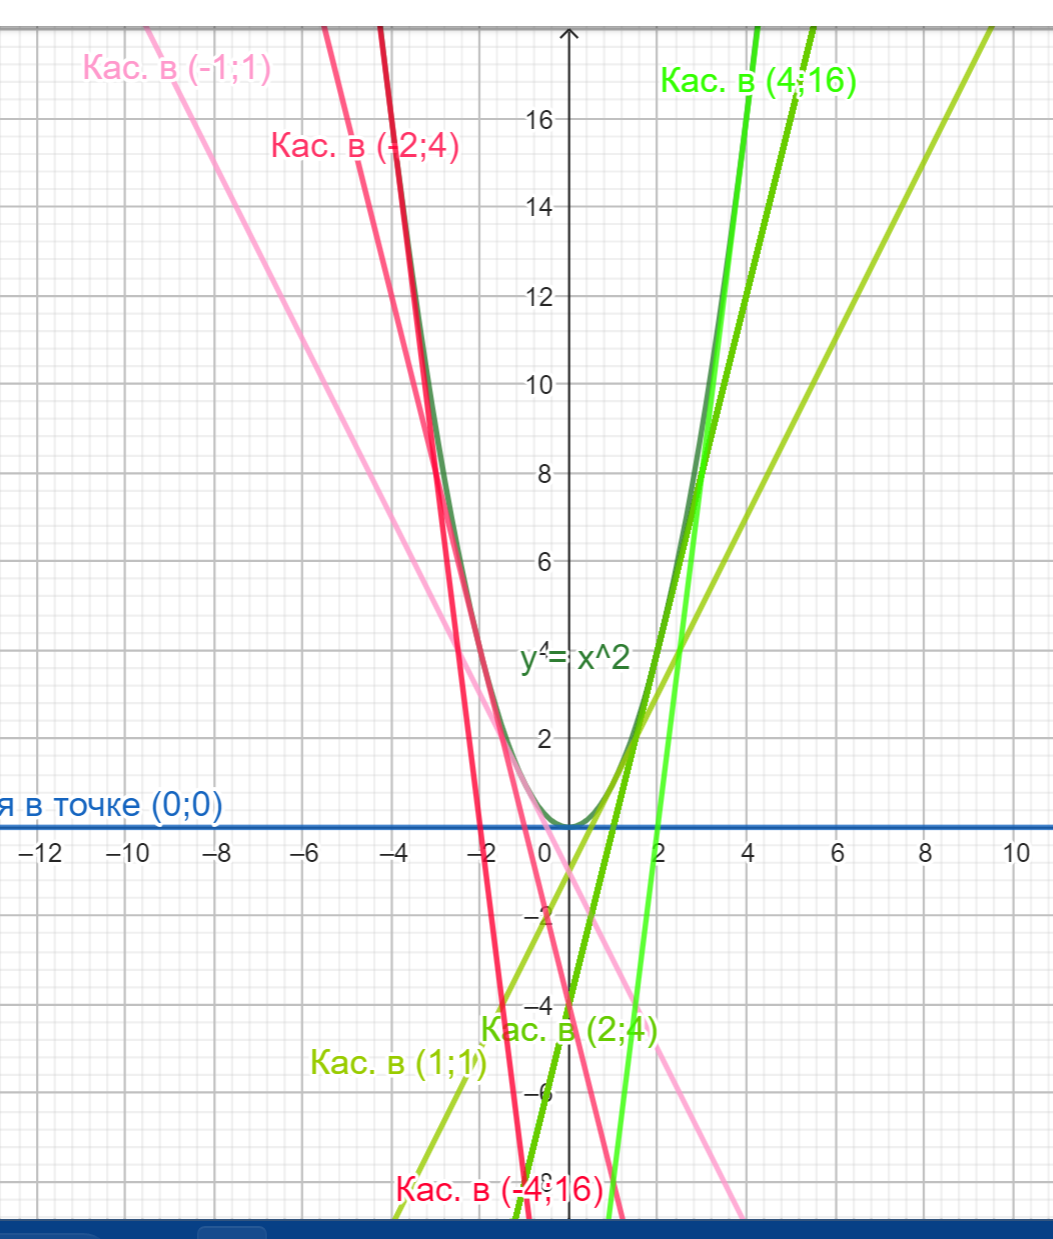 Кас. в (-1;1)
Кас. в (4;16)
16
Кас. в (-2;4)
14
12
10
8
6
4
y = x^2
2
я в точке (0;0)
–12 –10 –8 –6 –4 –2 0 2 4 6 8 10
–2
–4
Кас. в (2;4)
Кас. в (1;1)
–6
–8
Кас. в (-4;16)